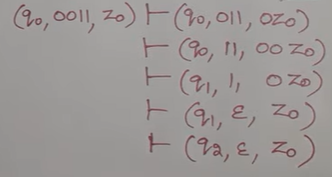 (q₀, 0011, z₀) ⊢ (q₀, 011, 0z₀)
⊢ (q₀, 11, 00z₀)
⊢ (q₁, 1, 0z₀)
⊢ (q₁, ε, z₀)
⊢ (q₂, ε, z₀)